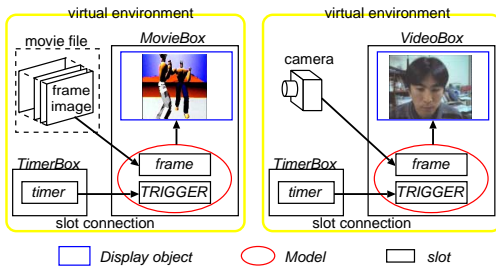 virtual environment
movie file
MovieBox
frame
image
TimerBox
timer
frame
TRIGGER
slot connection
virtual environment
camera
VideoBox
TimerBox
timer
frame
TRIGGER
slot connection
Display object
Model
slot